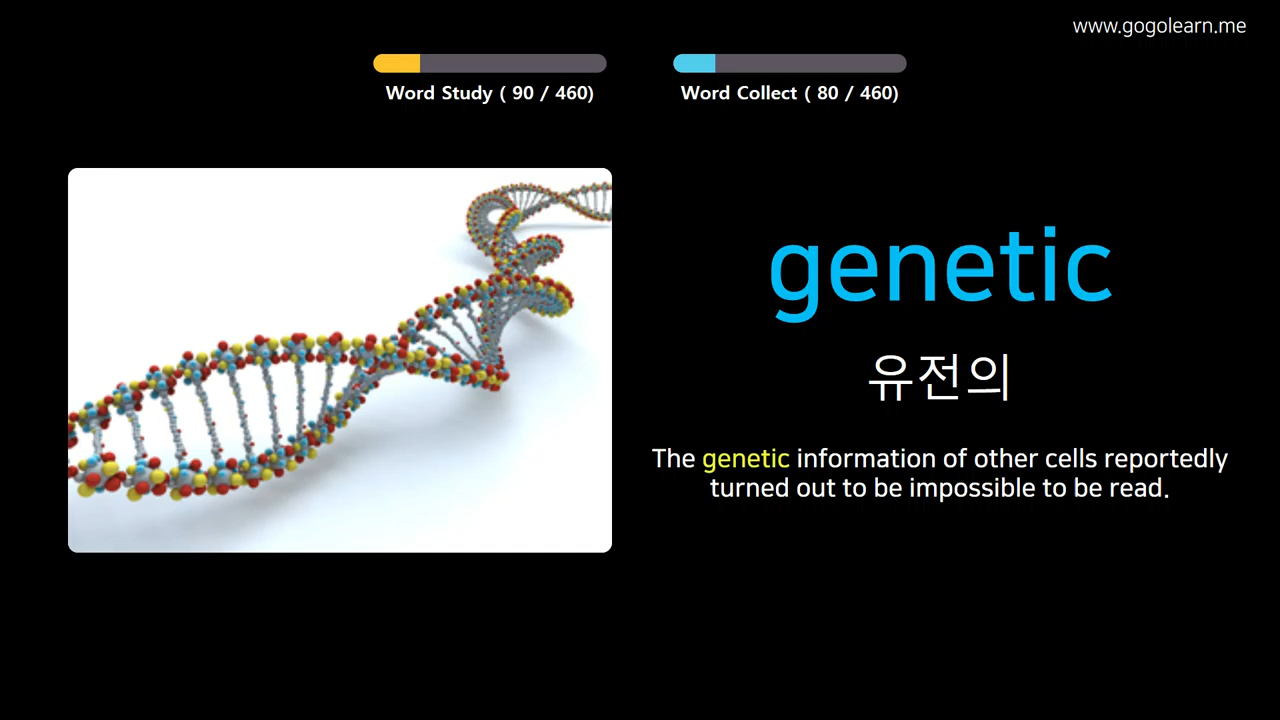 www.gogolearn.me
Word Study ( 90 / 460)
Word Collect ( 80 / 460)
genetic
유전의
The genetic information of other cells reportedly
turned out to be impossible to be read.